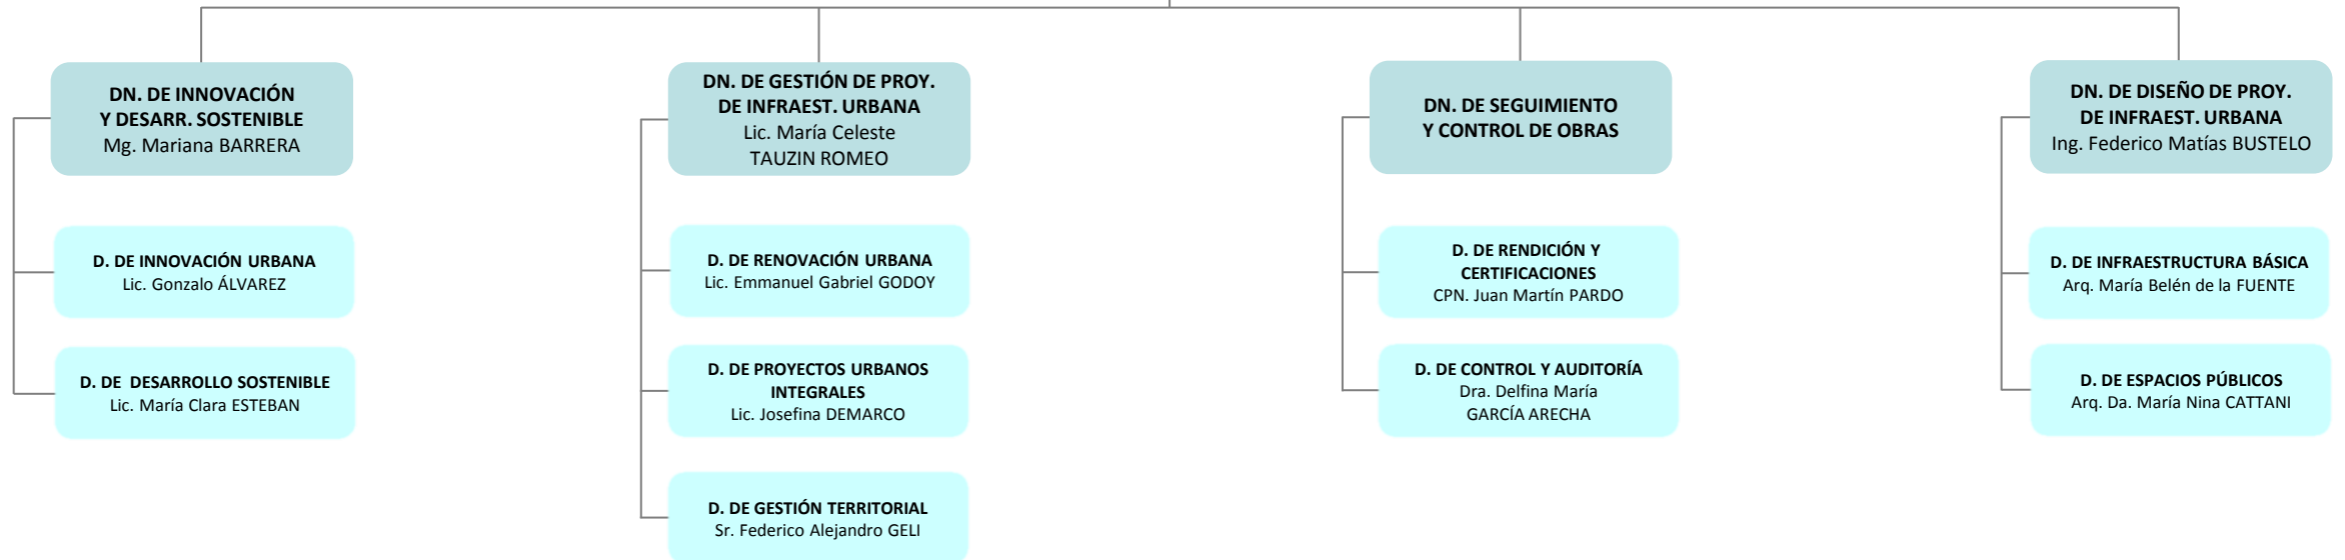 DN. DE INNOVACIÓN
Y DESARR. SOSTENIBLE
Mg. Mariana BARRERA
D. DE INNOVACIÓN URBANA
Lic. Gonzalo ÁLVAREZ
D. DE DESARROLLO SOSTENIBLE
Lic. María Clara ESTEBAN
DN. DE GESTIÓN DE PROY.
DE INFRAEST. URBANA
Lic. María Celeste
TAUZIN ROMEO
D. DE RENOVACIÓN URBANA
Lic. Emmanuel Gabriel GODOY
D. DE PROYECTOS URBANOS
INTEGRALES
Lic. Josefina DEMARCO
D. DE GESTIÓN TERRITORIAL
Sr. Federico Alejandro GELI
DN. DE SEGUIMIENTO
Y CONTROL DE OBRAS
D. DE RENDICIÓN Y
CERTIFICACIONES
CPN. Juan Martín PARDO
D. DE CONTROL Y AUDITORÍA
Dra. Delfina María
GARCÍA ARECHA
DN. DE DISEÑO DE PROY.
DE INFRAEST. URBANA
Ing. Federico Matías BUSTELO
D. DE INFRAESTRUCTURA BÁSICA
Arq. María Belén de la FUENTE
D. DE ESPACIOS PÚBLICOS
Arq. Da. María Nina CATTANI